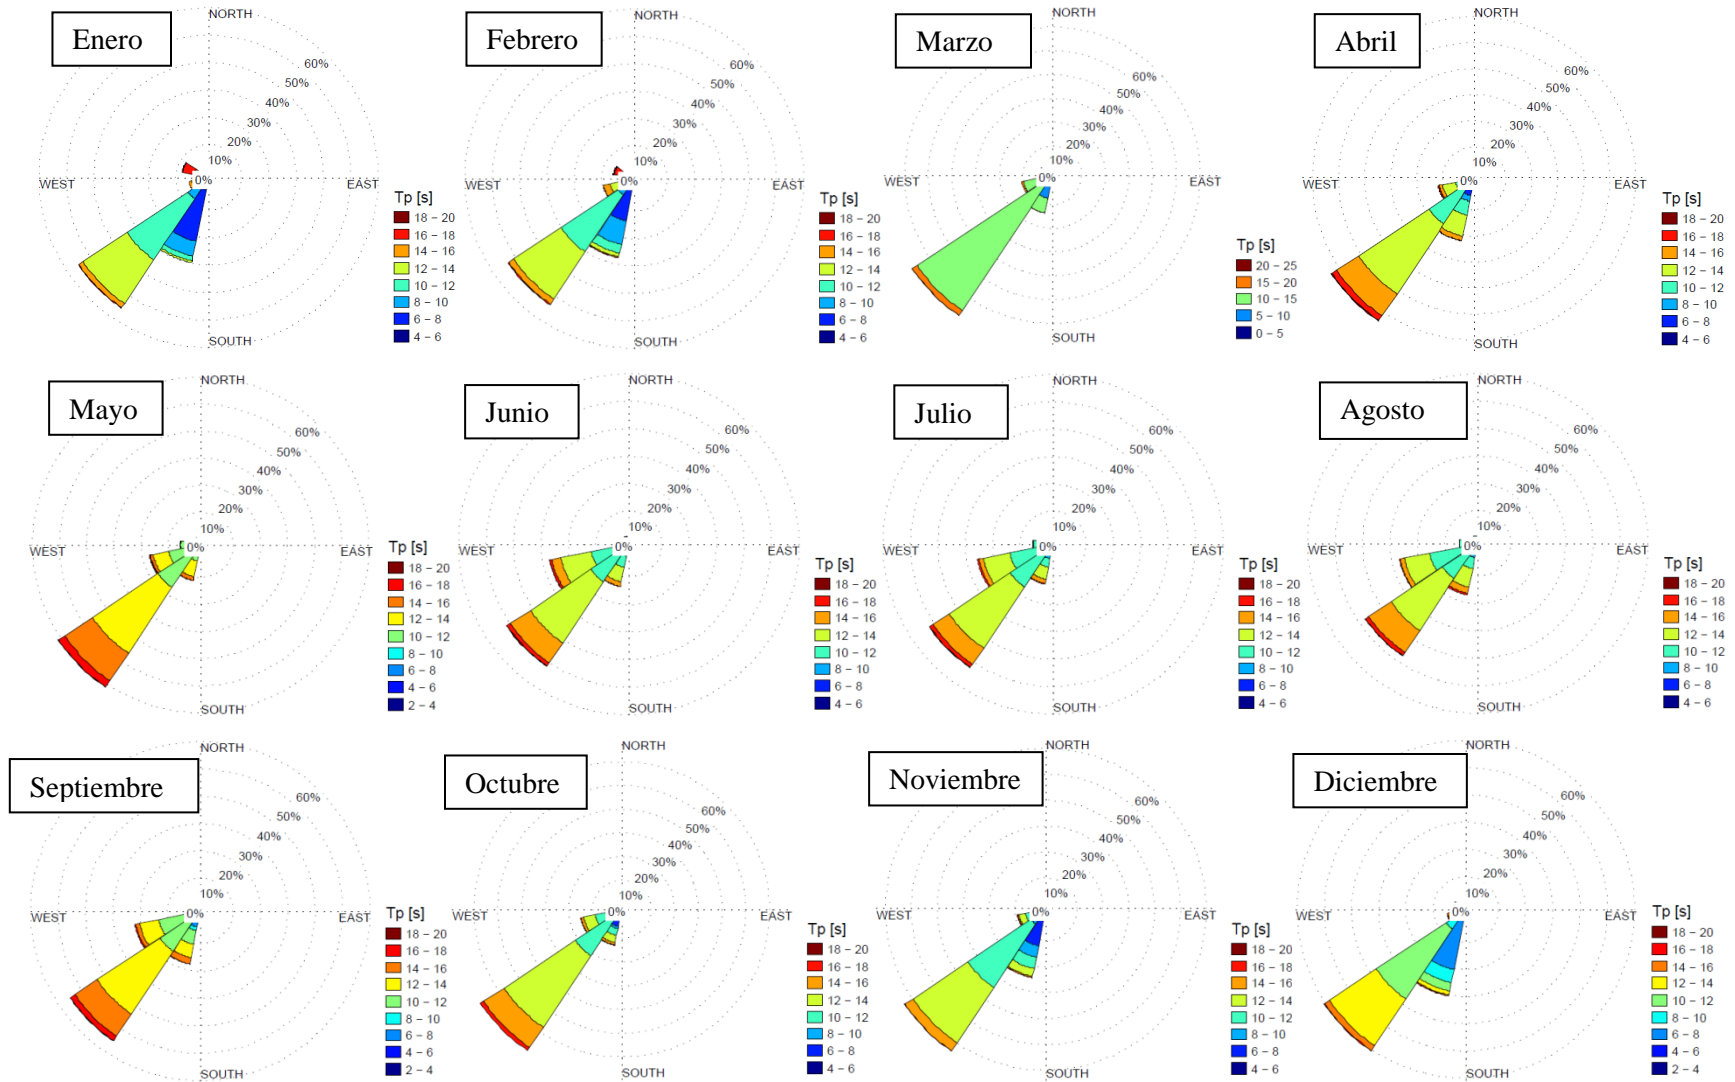 Enero
NORTH
60%
50%
40%
30%
20%
10%
0%
WEST
EAST
SOUTH
Tp [s]
18 – 20
16 – 18
14 – 16
12 – 14
10 – 12
8 – 10
6 – 8
4 – 6
Febrero
NORTH
60%
50%
40%
30%
20%
10%
0%
WEST
EAST
SOUTH
Tp [s]
18 – 20
16 – 18
14 – 16
12 – 14
10 – 12
8 – 10
6 – 8
4 – 6
Marzo
NORTH
60%
50%
40%
30%
20%
10%
0%
WEST
EAST
SOUTH
Tp [s]
20 – 25
15 – 20
10 – 15
5 – 10
0 – 5
Abril
NORTH
60%
50%
40%
30%
20%
10%
0%
WEST
EAST
SOUTH
Tp [s]
18 – 20
16 – 18
14 – 16
12 – 14
10 – 12
8 – 10
6 – 8
4 – 6
Mayo
NORTH
60%
50%
40%
30%
20%
10%
0%
WEST
EAST
SOUTH
Tp [s]
18 – 20
16 – 18
14 – 16
12 – 14
10 – 12
8 – 10
6 – 8
4 – 6
2 – 4
Junio
NORTH
60%
50%
40%
30%
20%
10%
0%
WEST
EAST
SOUTH
Tp [s]
18 – 20
16 – 18
14 – 16
12 – 14
10 – 12
8 – 10
6 – 8
4 – 6
Julio
NORTH
60%
50%
40%
30%
20%
10%
0%
WEST
EAST
SOUTH
Tp [s]
18 – 20
16 – 18
14 – 16
12 – 14
10 – 12
8 – 10
6 – 8
4 – 6
Agosto
NORTH
60%
50%
40%
30%
20%
10%
0%
WEST
EAST
SOUTH
Tp [s]
18 – 20
16 – 18
14 – 16
12 – 14
10 – 12
8 – 10
6 – 8
4 – 6
Septiembre
NORTH
60%
50%
40%
30%
20%
10%
0%
WEST
EAST
SOUTH
Tp [s]
18 – 20
16 – 18
14 – 16
12 – 14
10 – 12
8 – 10
6 – 8
4 – 6
2 – 4
Octubre
NORTH
60%
50%
40%
30%
20%
10%
0%
WEST
EAST
SOUTH
Tp [s]
18 – 20
16 – 18
14 – 16
12 – 14
10 – 12
8 – 10
6 – 8
4 – 6
Noviembre
NORTH
60%
50%
40%
30%
20%
10%
0%
WEST
EAST
SOUTH
Tp [s]
18 – 20
16 – 18
14 – 16
12 – 14
10 – 12
8 – 10
6 – 8
4 – 6
Diciembre
NORTH
60%
50%
40%
30%
20%
10%
0%
WEST
EAST
SOUTH
Tp [s]
18 – 20
16 – 18
14 – 16
12 – 14
10 – 12
8 – 10
6 – 8
4 – 6
2 – 4